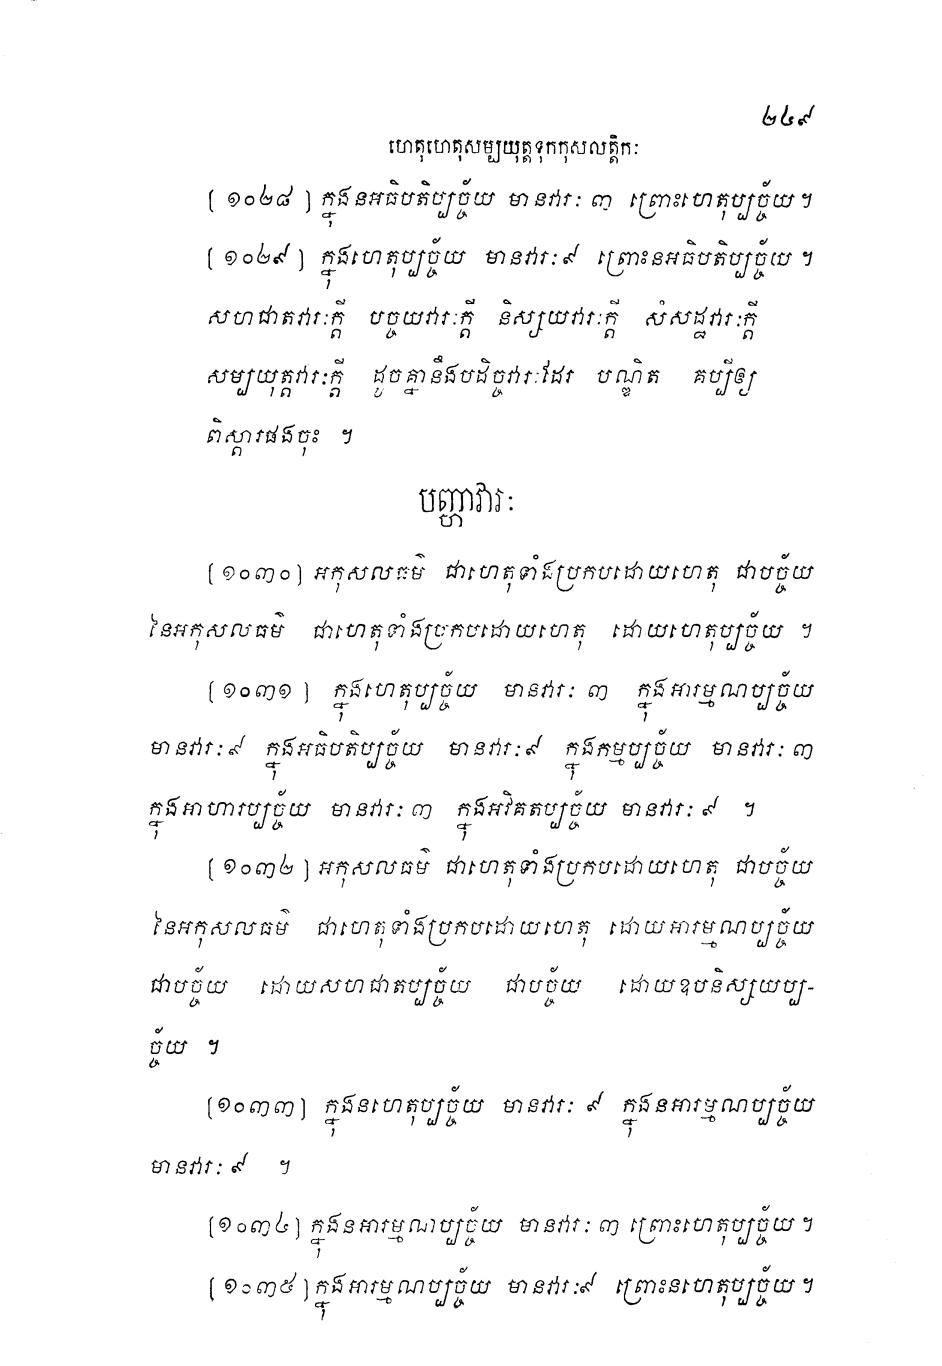 ២៤៩
ហេតុហេតុសម្បយុត្តទុកកុសលត្តិកៈ
[ ១០២៨ ] ក្នុងនអធិបតិប្បច្ច័យ មានវារៈ ៣ ព្រោះហេតុប្បច្ច័យ ។
[ ១០២៩ ] ក្នុងហេតុប្បច្ច័យ មានវារៈ ៩ ព្រោះនអធិបតិប្បច្ច័យ ។
សហជាតវារៈក្តី បច្ចយវារៈក្តី និស្សយវារៈក្តី សំសដ្ឋវារៈក្តី
សម្បយុត្តវារៈក្តី ដូចគ្នានឹងបដិច្ចវារៈដែរ បណ្ឌិត គប្បីឲ្យ
ពិស្តារផងចុះ ។
បញ្ហាវារៈ
[ ១០៣០ ] អកុសលធម៌ ជាហេតុទាំងប្រកបដោយហេតុ ជាបច្ច័យ
នៃអកុសលធម៌ ជាហេតុទាំងប្រកបដោយហេតុ ដោយហេតុប្បច្ច័យ ។
[ ១០៣១ ] ក្នុងហេតុប្បច្ច័យ មានវារៈ ៣ ក្នុងអារម្មណប្បច្ច័យ
មានវារៈ ៩ ក្នុងអធិបតិប្បច្ច័យ មានវារៈ ៩ ក្នុងកម្មប្បច្ច័យ មានវារៈ ៣
ក្នុងអាហារប្បច្ច័យ មានវារៈ ៣ ក្នុងអវិគតប្បច្ច័យ មានវារៈ ៩ ។
[ ១០៣២ ] អកុសលធម៌ ជាហេតុទាំងប្រកបដោយហេតុ ជាបច្ច័យ
នៃអកុសលធម៌ ជាហេតុទាំងប្រកបដោយហេតុ ដោយអារម្មណប្បច្ច័យ
ជាបច្ច័យ ដោយសហជាតប្បច្ច័យ ជាបច្ច័យ ដោយឧបនិស្សយប្ប-
ច្ច័យ ។
[ ១០៣៣ ] ក្នុងនហេតុប្បច្ច័យ មានវារៈ ៩ ក្នុងនអារម្មណប្បច្ច័យ
មានវារៈ ៩ ។
[ ១០៣៤ ] ក្នុងនអារម្មណប្បច្ច័យ មានវារៈ ៣ ព្រោះហេតុប្បច្ច័យ ។
[ ១០៣៥ ] ក្នុងអារម្មណប្បច្ច័យ មានវារៈ ៩ ព្រោះនហេតុប្បច្ច័យ ។